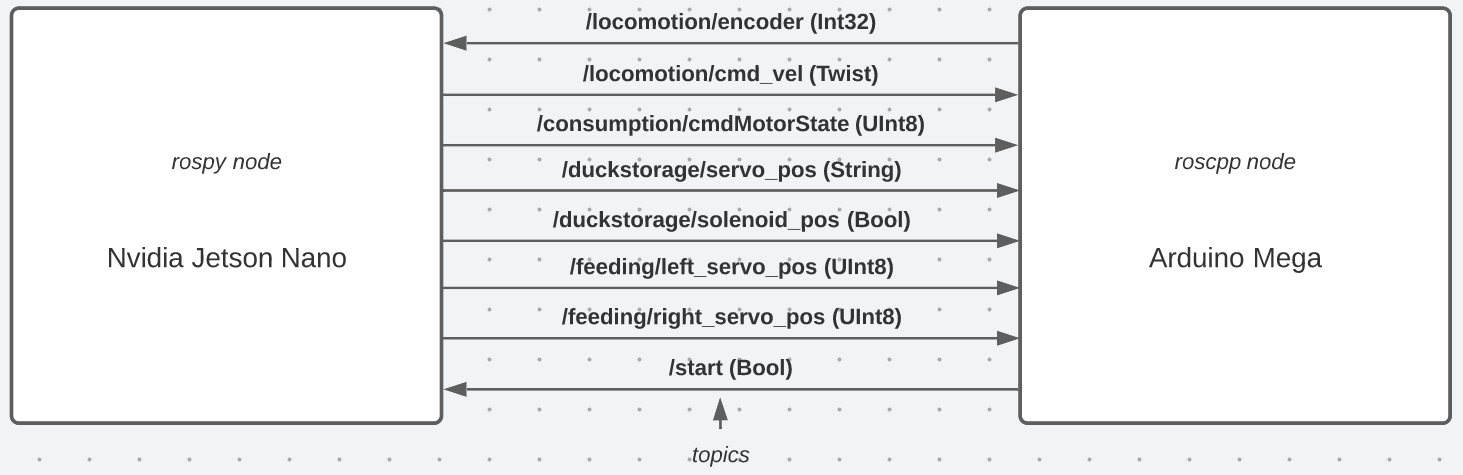 /locomotion/encoder (Int32)
/locomotion/cmd_vel (Twist)
/consumption/cmdMotorState (UInt8)
rospy node
/duckstorage/servo_pos (String)
roscpp node
/duckstorage/solenoid_pos (Bool)
Nvidia Jetson Nano
/feeding/left_servo_pos (UInt8)
Arduino Mega
/feeding/right_servo_pos (UInt8)
/start (Bool)
topics